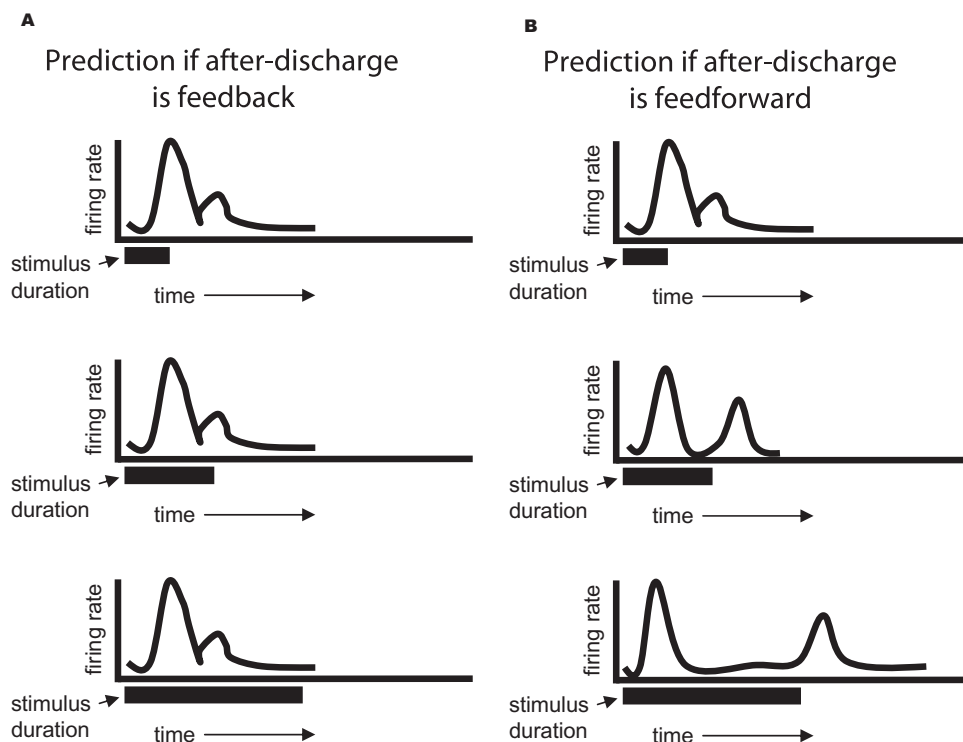 A
Prediction if after-discharge
is feedback
firing rate
stimulus
duration
time
firing rate
stimulus
duration
time
firing rate
stimulus
duration
time
B
Prediction if after-discharge
is feedforward
firing rate
stimulus
duration
time
firing rate
stimulus
duration
time
firing rate
stimulus
duration
time